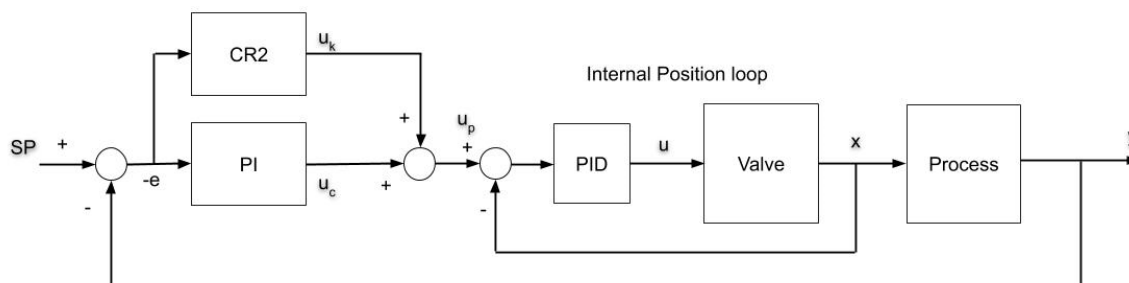 CR2
u_k
Internal Position loop
SP
+
-
-e
PI
u_c
+
+
u_p
+
-
PID
u
Valve
x
Process